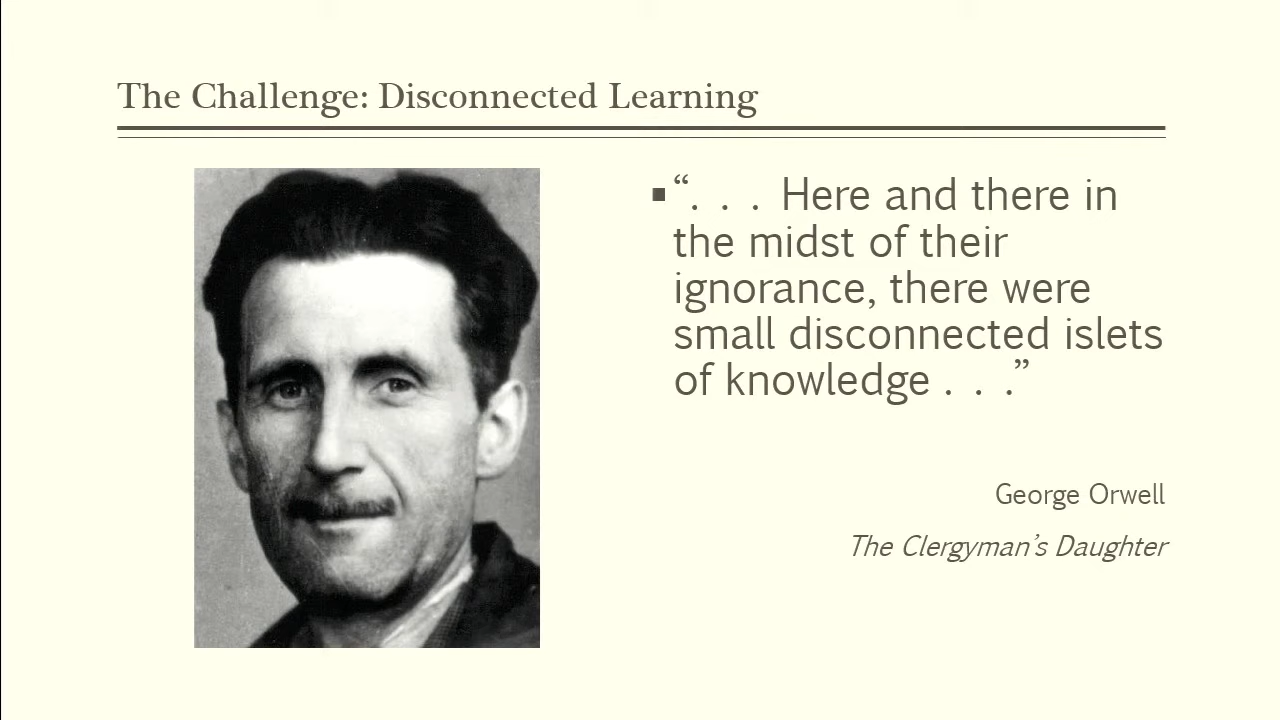 The Challenge: Disconnected Learning
▪“. . . Here and there in
the midst of their
ignorance, there were
small disconnected islets
of knowledge . . .”
George Orwell
The Clergyman’s Daughter